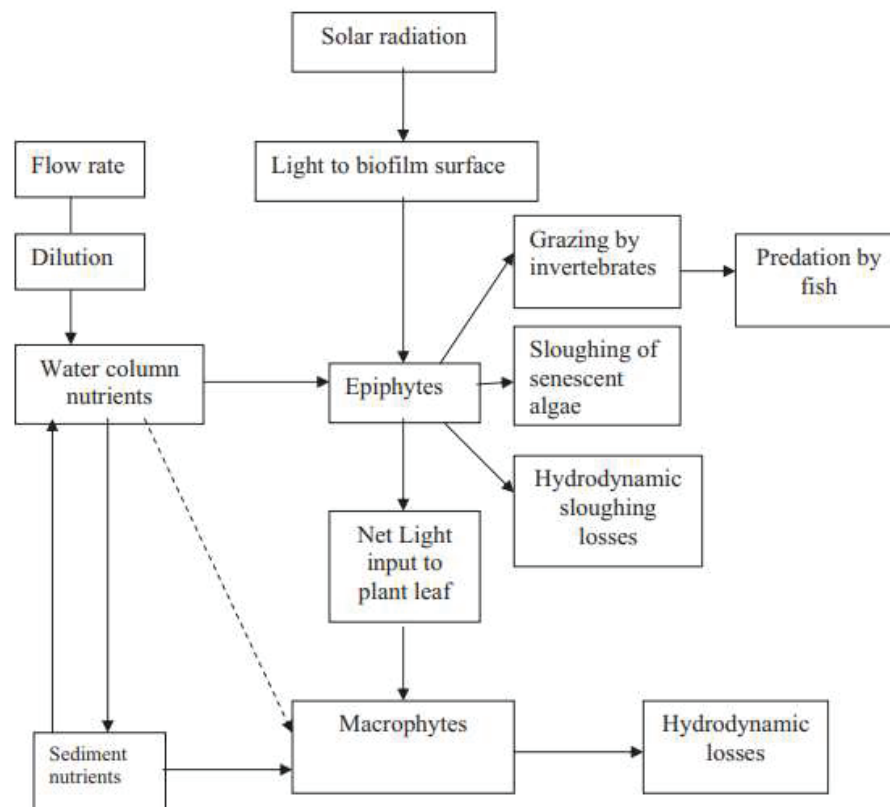 Solar radiation
Flow rate
Light to biofilm surface
Dilution
Grazing by
invertebrates
Predation by
fish
Water column
nutrients
Epiphytes
Sloughing of
senescent
algae
Hydrodynamic
sloughing
losses
Net Light
input to
plant leaf
Sediment
nutrients
Macrophytes
Hydrodynamic
losses